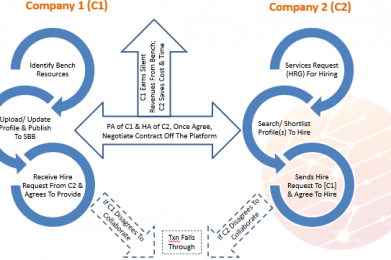 Company 1 (C1)
Company 2 (C2)
C1 Earns Silent
Revenues From Bench;
C2 Saves Cost & Time
Identify Bench
Resources
Services Request
(HRG) For Hiring
Upload/ Update
Profile & Publish
To SBB
PA of C1 & HA of C2, Once Agree,
Negotiate Contract Off The Platform
Search/ Shortlist
Profile(s) To Hire
Receive Hire
Request From C2 &
Agrees To Provide
Sends Hire
Request To [C1]
& Agree To Hire
If C1 Disagrees To
Collaborate
If C2 Disagrees To
Collaborate
Txn Falls
Through